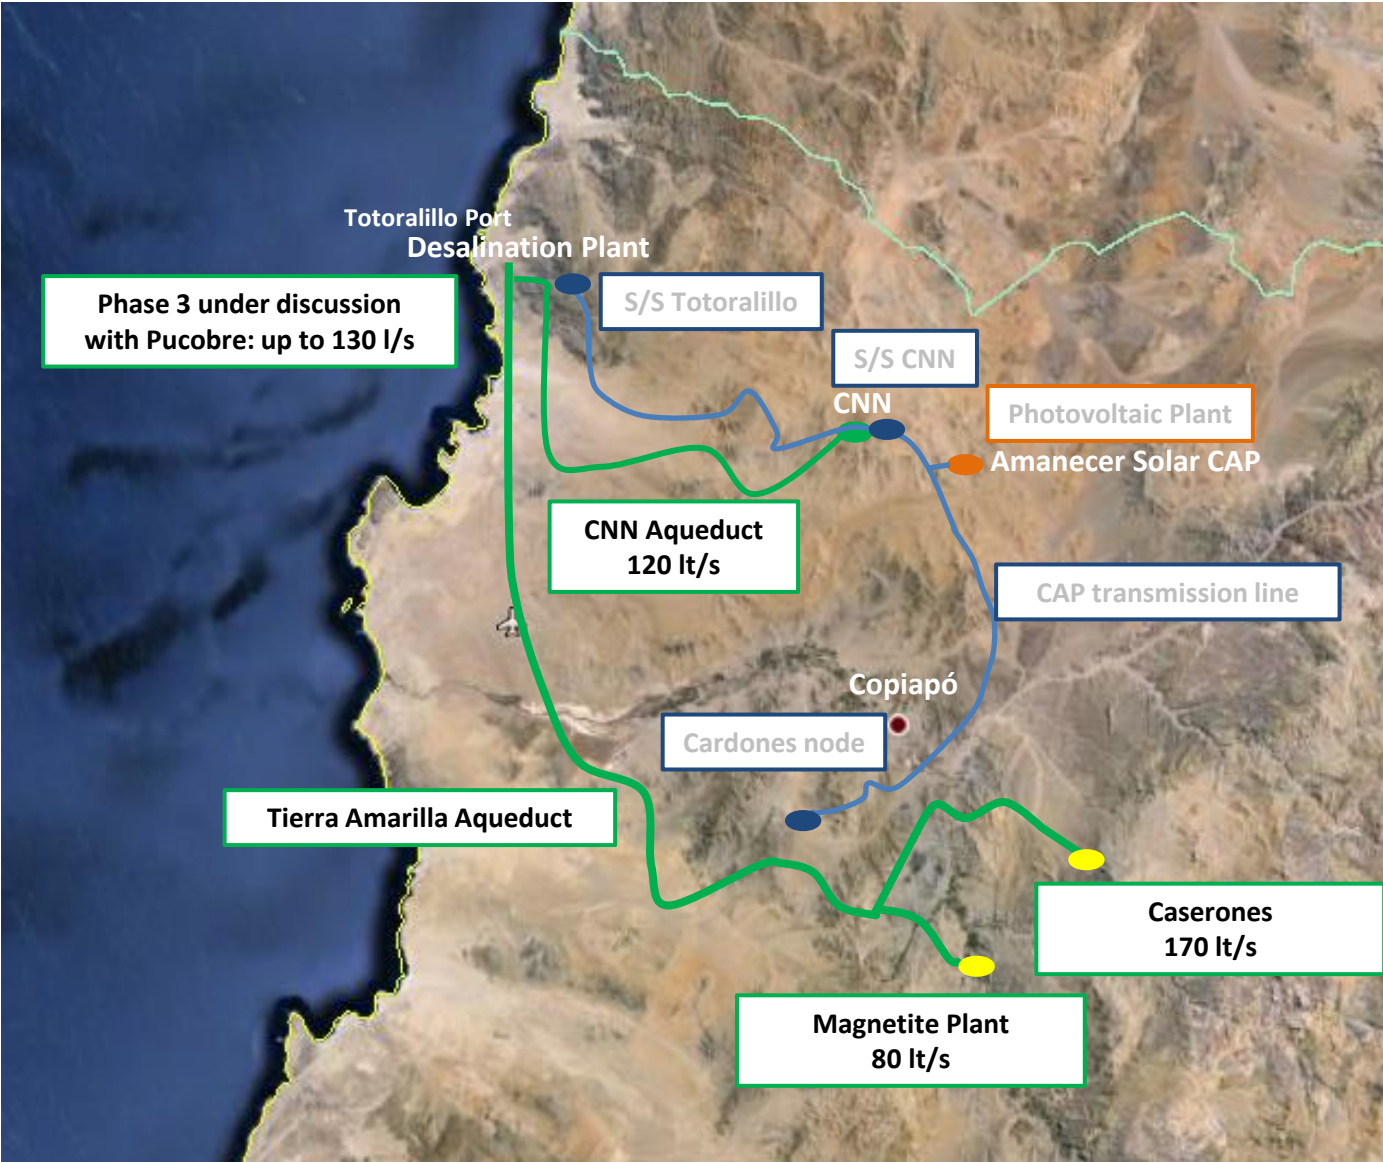 Totoralillo Port
Desalination Plant
Phase 3 under discussion
with Pucobre: up to 130 l/s
S/S Totoralillo
S/S CNN
CNN
Photovoltaic Plant
Amanecer Solar CAP
CNN Aqueduct
120 lt/s
CAP transmission line
Copiapó
Cardones node
Tierra Amarilla Aqueduct
Caserones
170 lt/s
Magnetite Plant
80 lt/s